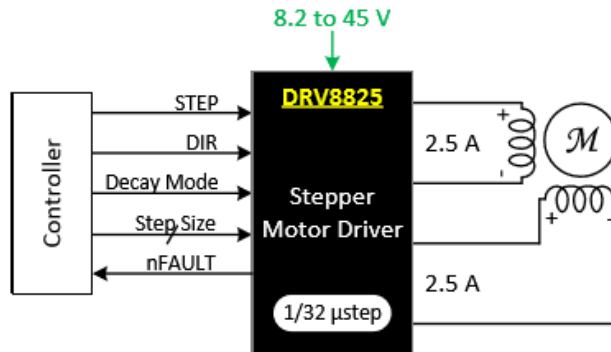 8.2 to 45 V
Controller
STEP
DIR
Decay Mode
Step Size
nFAULT
DRV8825
Stepper
Motor Driver
1/32 µstep
+
2.5 A
-
M
+
-
2.5 A